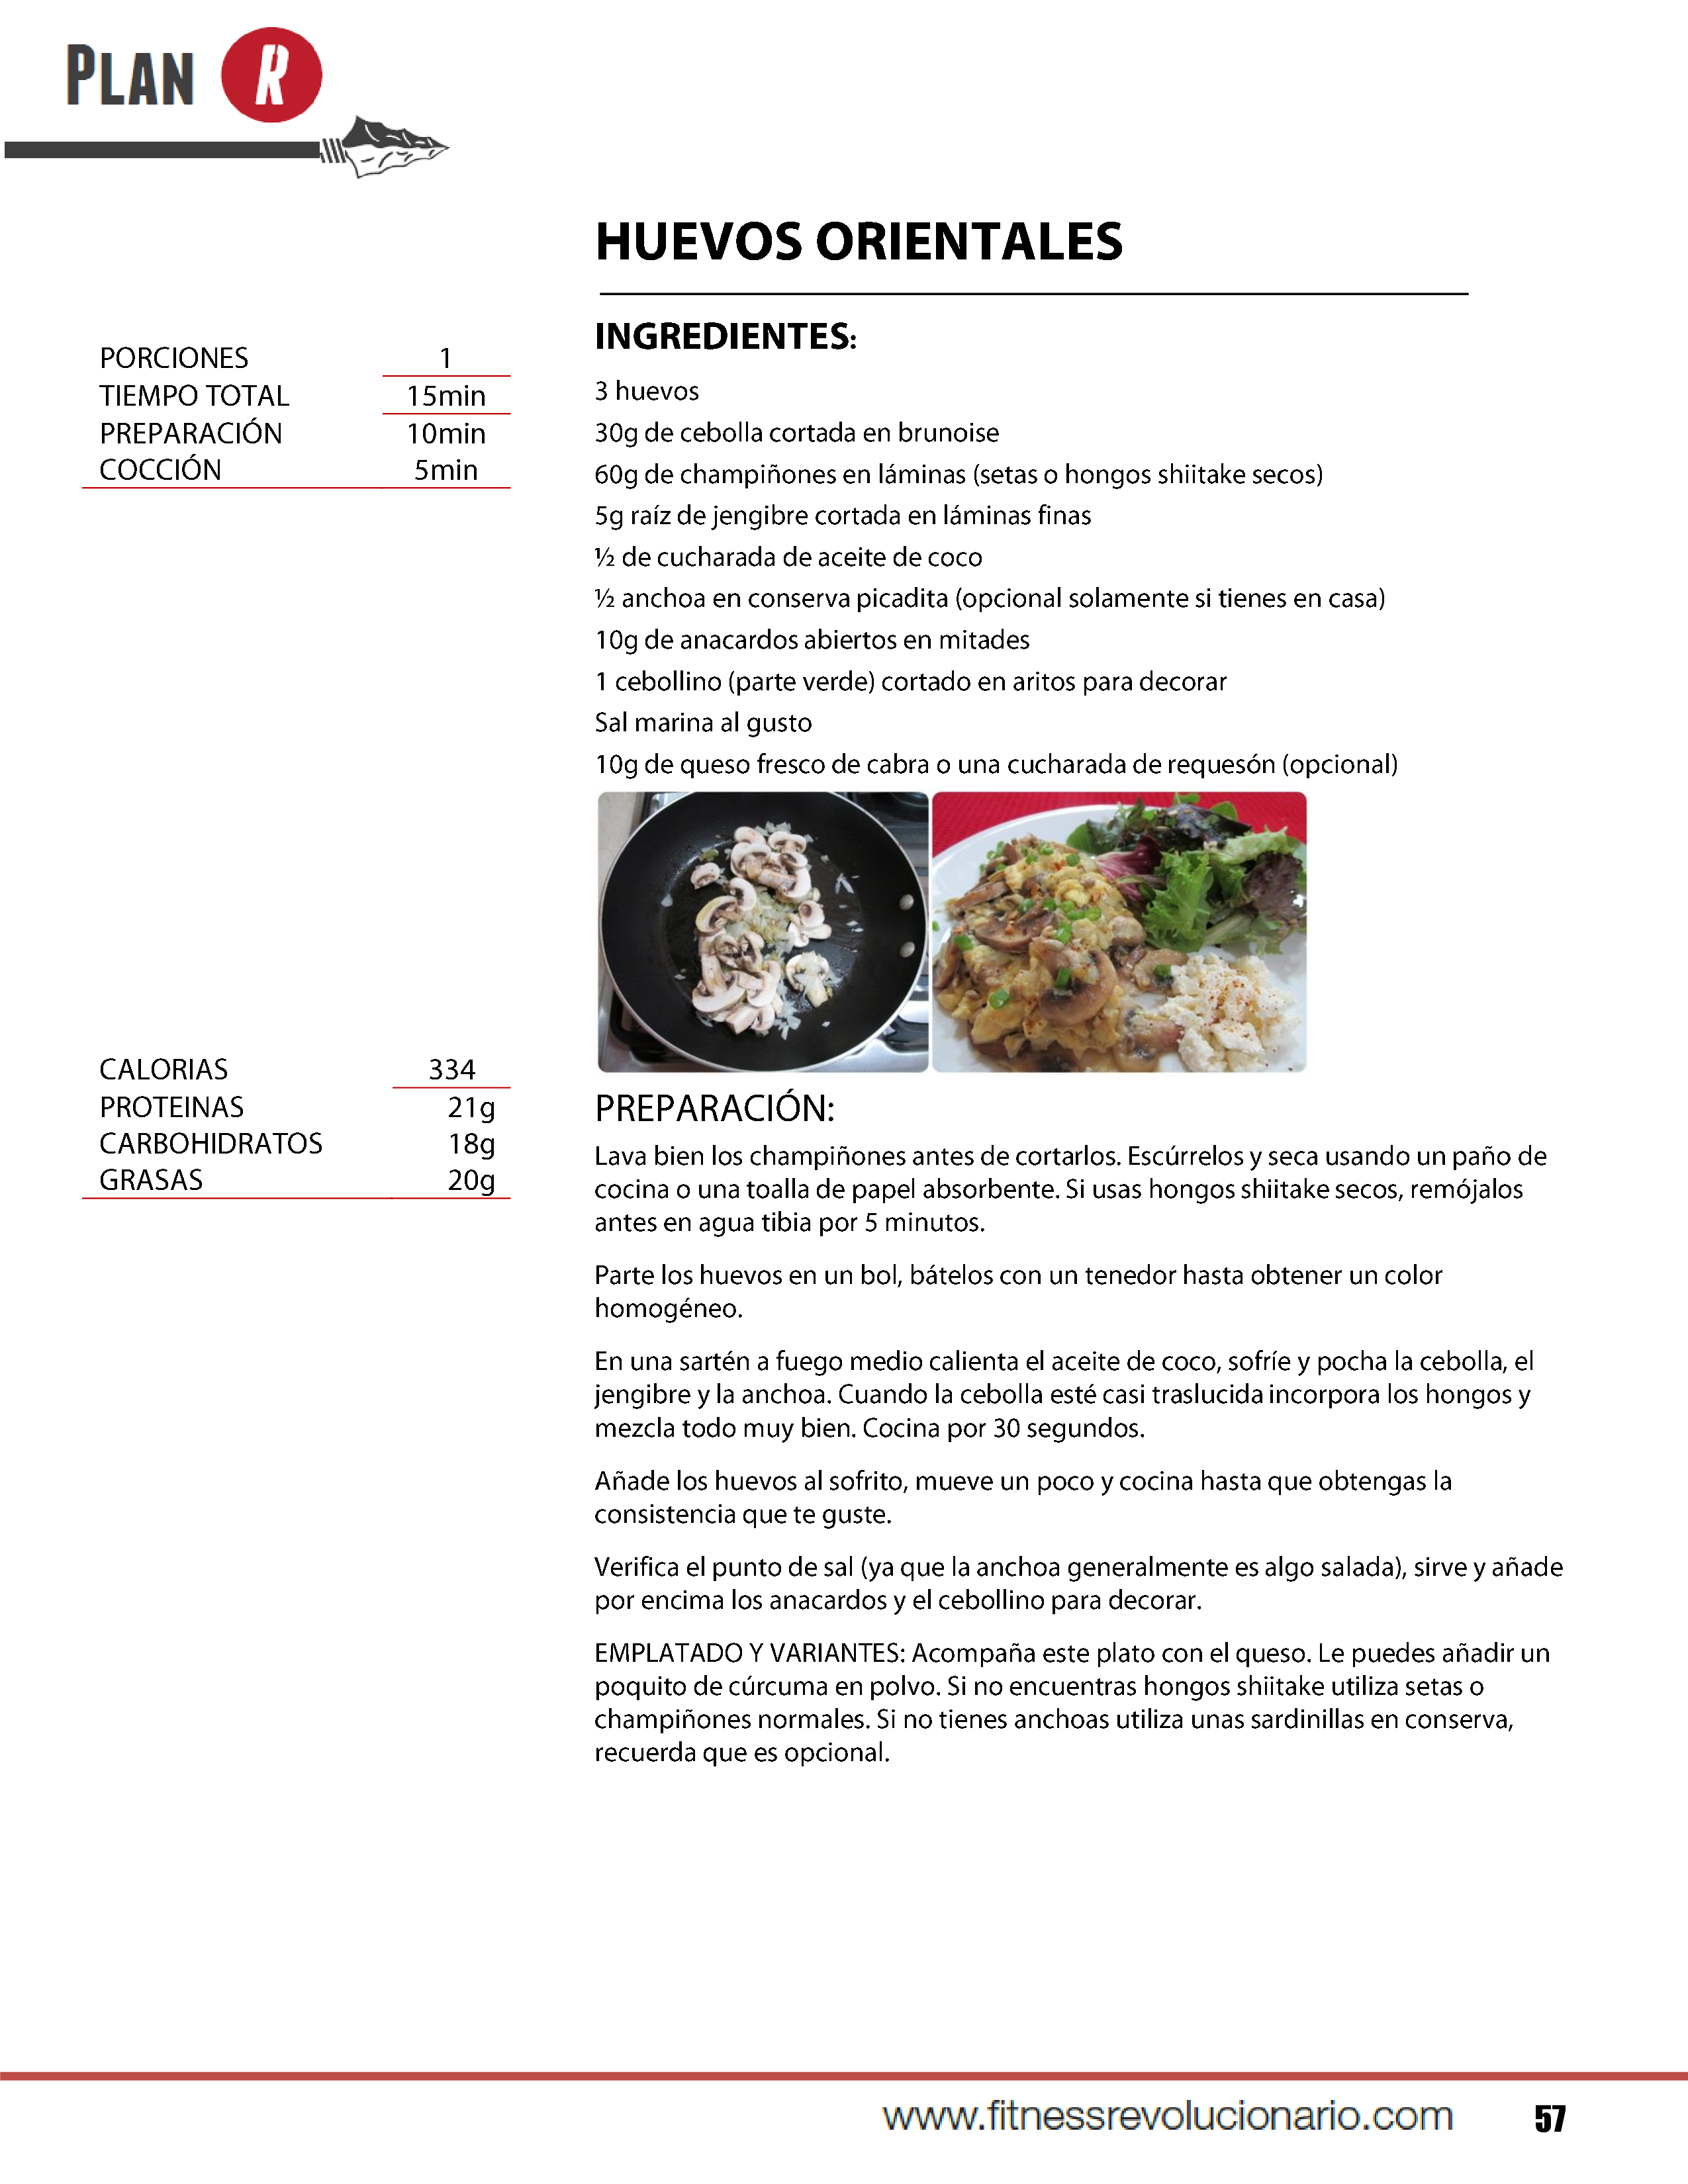 PLAN R
HUEVOS ORIENTALES
PORCIONES 1
TIEMPO TOTAL 15min
PREPARACIÓN 10min
COCCIÓN 5min
INGREDIENTES:
3 huevos
30g de cebolla cortada en brunoise
60g de champiñones en láminas (setas o hongos shiitake secos)
5g raíz de jengibre cortada en láminas finas
½ de cucharada de aceite de coco
½ anchoa en conserva picadita (opcional solamente si tienes en casa)
10g de anacardos abiertos en mitades
1 cebollino (parte verde) cortado en aritos para decorar
Sal marina al gusto
10g de queso fresco de cabra o una cucharada de requesón (opcional)
CALORIAS 334
PROTEINAS 21g
CARBOHIDRATOS 18g
GRASAS 20g
PREPARACIÓN:
Lava bien los champiñones antes de cortarlos. Escúrrelos y seca usando un paño de
cocina o una toalla de papel absorbente. Si usas hongos shiitake secos, remójalos
antes en agua tibia por 5 minutos.
Parte los huevos en un bol, bátelos con un tenedor hasta obtener un color
homogéneo.
En una sartén a fuego medio calienta el aceite de coco, sofríe y pocha la cebolla, el
jengibre y la anchoa. Cuando la cebolla esté casi traslucida incorpora los hongos y
mezcla todo muy bien. Cocina por 30 segundos.
Añade los huevos al sofrito, mueve un poco y cocina hasta que obtengas la
consistencia que te guste.
Verifica el punto de sal (ya que la anchoa generalmente es algo salada), sirve y añade
por encima los anacardos y el cebollino para decorar.
EMPLATADO Y VARIANTES: Acompaña este plato con el queso. Le puedes añadir un
poquito de cúrcuma en polvo. Si no encuentras hongos shiitake utiliza setas o
champiñones normales. Si no tienes anchoas utiliza unas sardinillas en conserva,
recuerda que es opcional.
www.fitnessrevolucionario.com 57